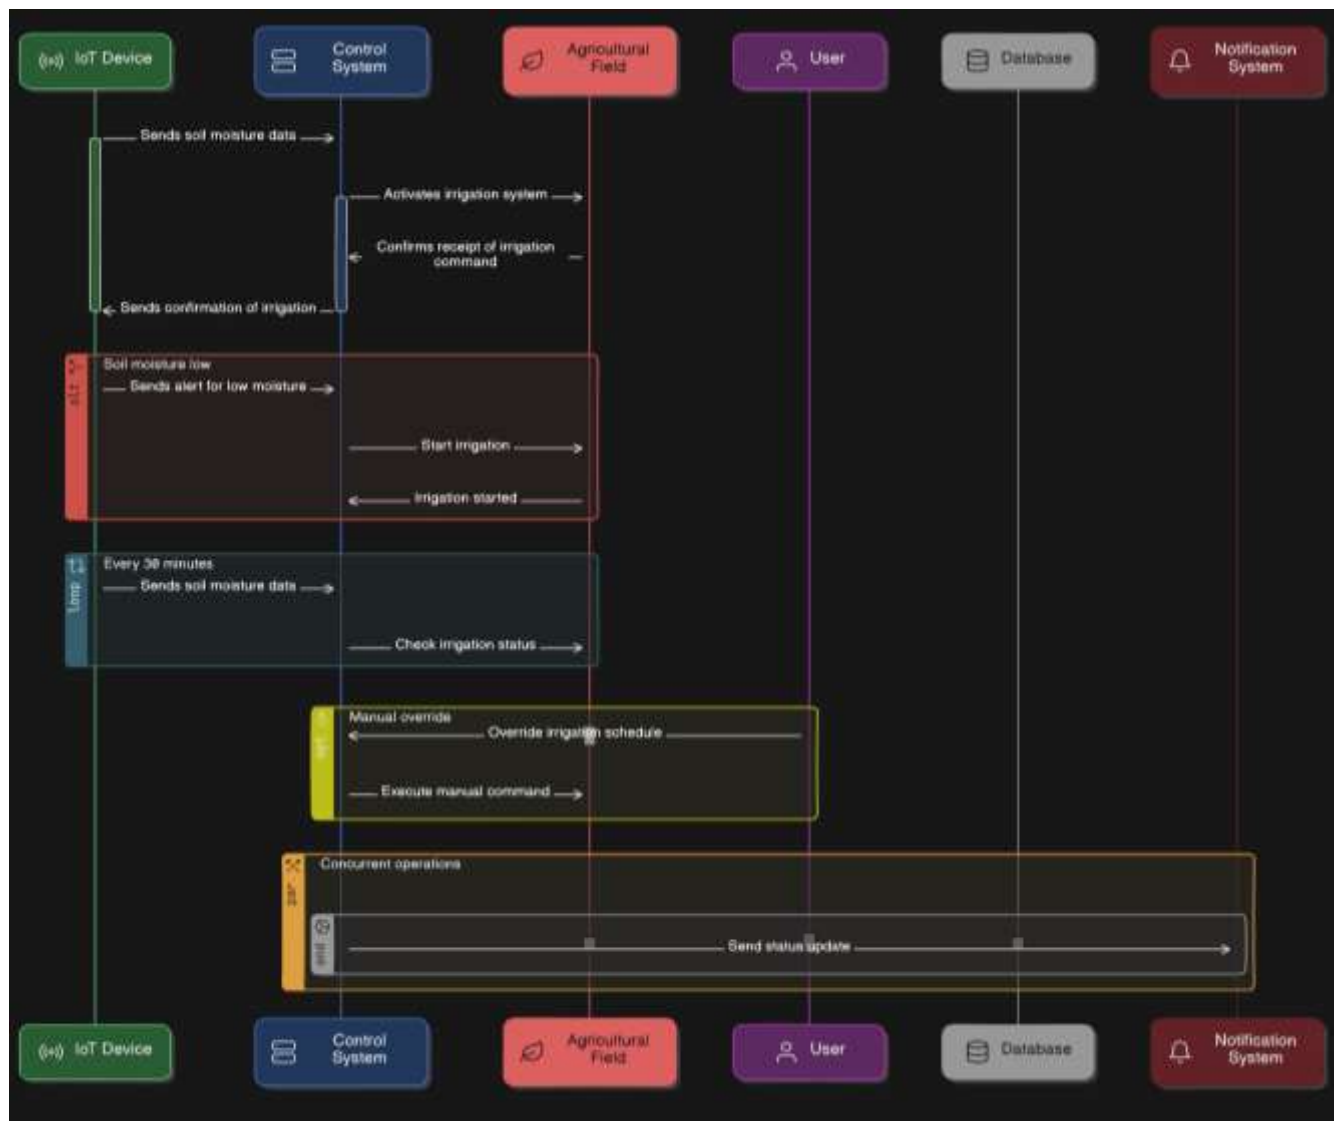 IoT Device
Control
System
Agricultural
Field
User
Database
Notification
System
Sends soil moisture data
Activates irrigation system
Confirms receipt of irrigation
command
Sends confirmation of irrigation
alt
Soil moisture low
Sends alert for low moisture
Start irrigation
Irrigation started
loop
Every 30 minutes
Sends soil moisture data
Check irrigation status
opt
Manual override
Override irrigation schedule
Execute manual command
par
Concurrent operations
and
Send status update
IoT Device
Control
System
Agricultural
Field
User
Database
Notification
System